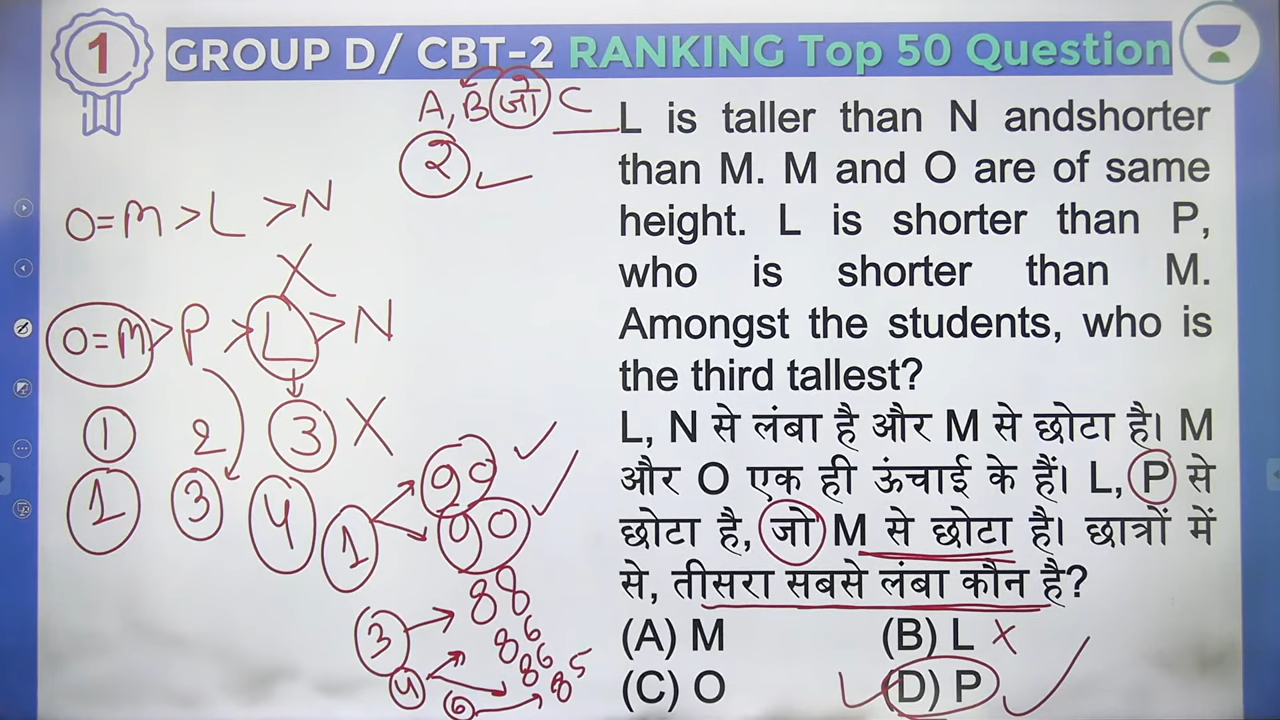 1
GROUP D/ CBT-2 RANKING Top 50 Question
A, B जो C
2
L is taller than N andshorter
than M. M and O are of same
height. L is shorter than P,
who is shorter than M.
Amongst the students, who is
the third tallest?
L, N से लंबा है और M से छोटा है। M
और O एक ही ऊंचाई के हैं। L, P से
छोटा है, जो M से छोटा है। छात्रों में
से, तीसरा सबसे लंबा कौन है?
(A) M (B) L X
(C) O (D) P
O=M>L>N
X
O=M>P>L>N
1 2 3 X
1 3 4
1 90
90
3 88
4 86
86
6 85